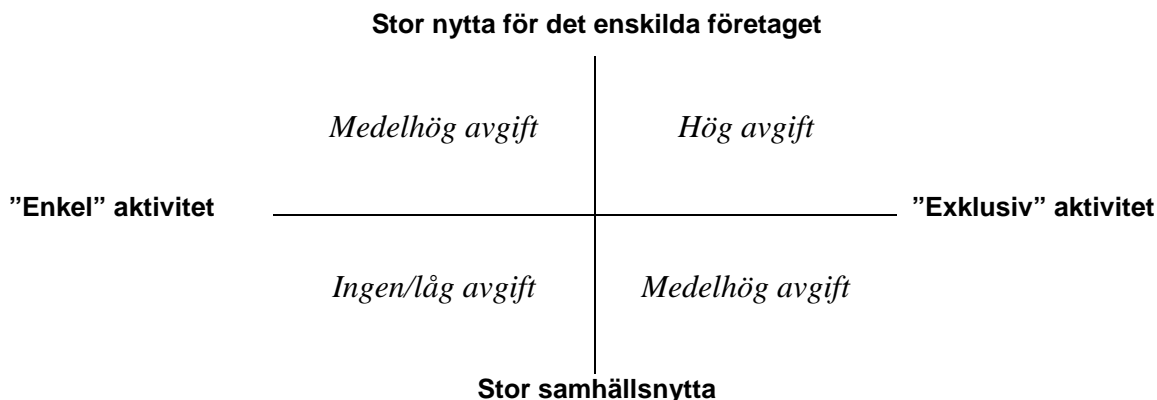 Stor nytta för det enskilda företaget
Medelhög avgift
Hög avgift
”Enkel” aktivitet
”Exklusiv” aktivitet
Ingen/låg avgift
Medelhög avgift
Stor samhällsnytta